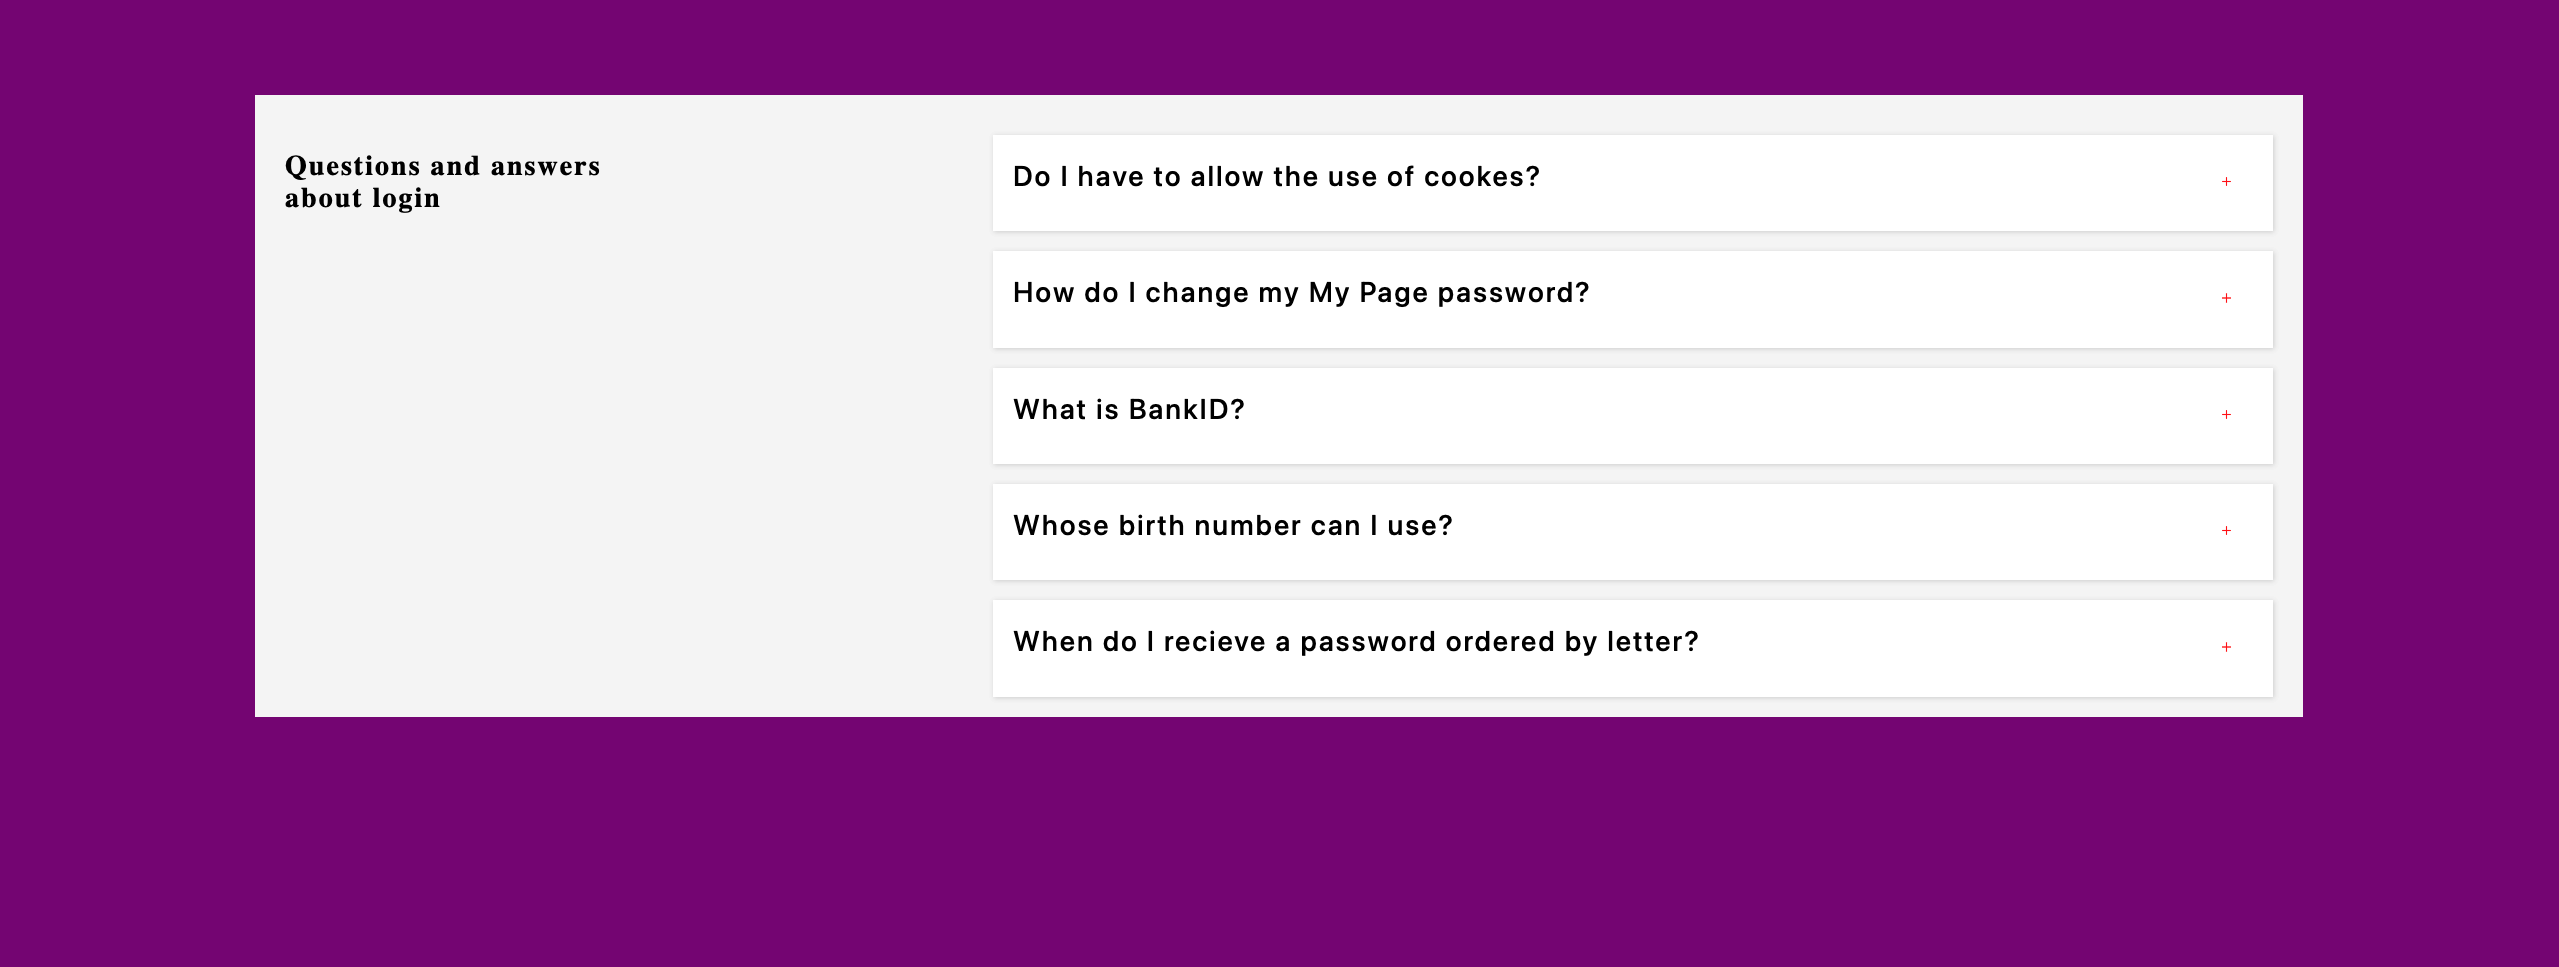 Questions and answers
about login
Do I have to allow the use of cookes?
+
How do I change my My Page password?
+
What is BankID?
+
Whose birth number can I use?
+
When do I recieve a password ordered by letter?
+